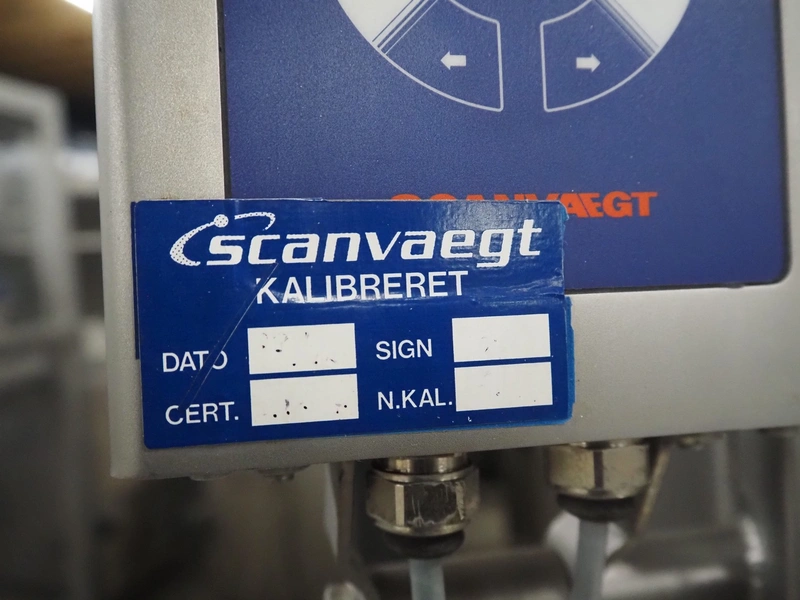 SCANVAEGT
scanvaegt
KALIBRERET
DATO SIGN
CERT. N.KAL.